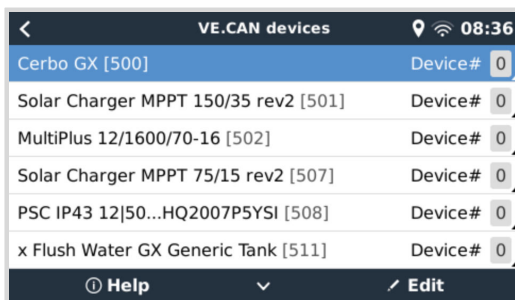 VE.CAN devices 08:36
Cerbo GX [500] Device# 0
Solar Charger MPPT 150/35 rev2 [501] Device# 0
MultiPlus 12/1600/70-16 [502] Device# 0
Solar Charger MPPT 75/15 rev2 [507] Device# 0
PSC IP43 12|50...HQ2007P5YSI [508] Device# 0
x Flush Water GX Generic Tank [511] Device# 0
Help Edit